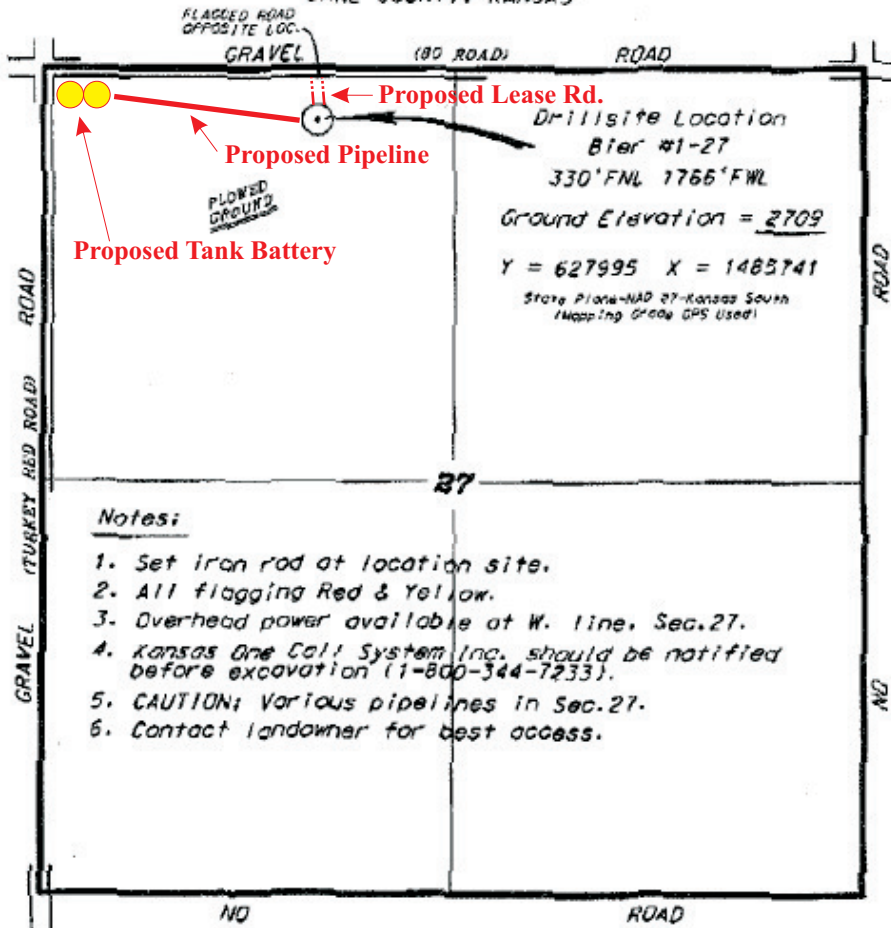 FLAGGED ROAD
OPPOSITE LOC.
GRAVEL (80 ROAD) ROAD
Proposed Lease Rd.
Proposed Pipeline
Drillsite Location
Bier #1-27
330'FNL 1766'FWL
PLOWED
GROUND
Ground Elevation = 2709
Proposed Tank Battery
Y = 627995 X = 1485741
State Plane-NAD 27-Kansas South
(Mapping Grade GPS Used)
GRAVEL (TURKEY RED ROAD) ROAD
NO ROAD
27
Notes:
1. Set iron rod at location site.
2. All flagging Red & Yellow.
3. Overhead power available at W. line, Sec.27.
4. Kansas One Call System Inc. should be notified
before excavation (1-800-344-7233).
5. CAUTION: Various pipelines in Sec.27.
6. Contact landowner for best access.
NO ROAD